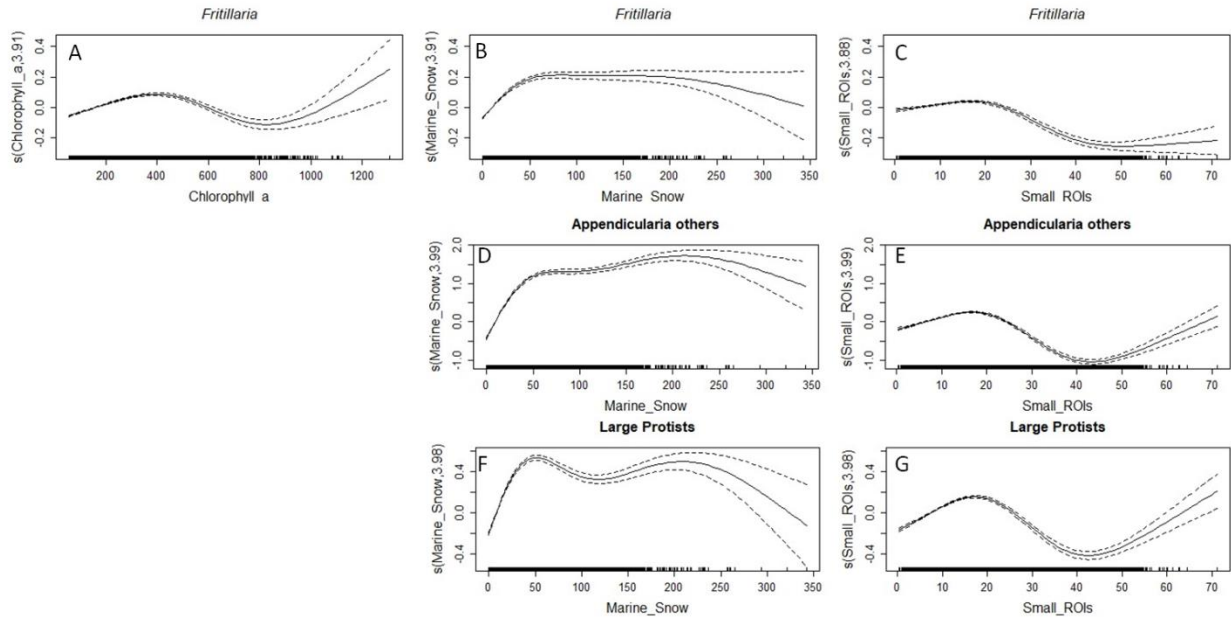 Fritillaria
A
s(Chlorophyll_a,3.91)
0.4
0.2
0.0
-0.2
200 400 600 800 1000 1200
Chlorophyll_a
Fritillaria
B
s(Marine_Snow,3.91)
0.4
0.2
0.0
-0.2
0 50 100 150 200 250 300 350
Marine_Snow
Fritillaria
C
s(Small_ROIs,3.88)
0.4
0.2
0.0
-0.2
0 10 20 30 40 50 60 70
Small_ROIs
Appendicularia others
D
s(Marine_Snow,3.99)
2.0
1.0
0.0
-1.0
0 50 100 150 200 250 300 350
Marine_Snow
Appendicularia others
E
s(Small_ROIs,3.99)
2.0
1.0
0.0
-1.0
0 10 20 30 40 50 60 70
Small_ROIs
Large Protists
F
s(Marine_Snow,3.98)
0.4
0.0
-0.4
0 50 100 150 200 250 300 350
Marine_Snow
Large Protists
G
s(Small_ROIs,3.98)
0.4
0.0
-0.4
0 10 20 30 40 50 60 70
Small_ROIs